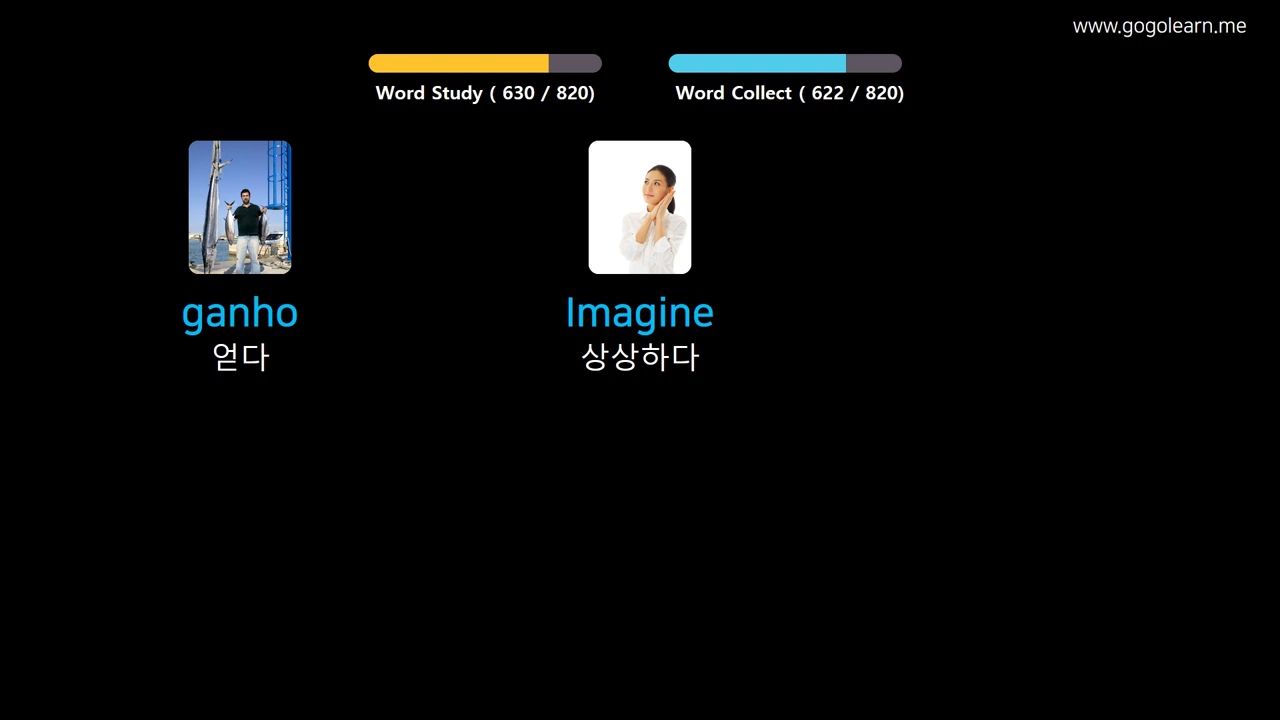 www.gogolearn.me
Word Study ( 630 / 820)
Word Collect ( 622 / 820)
ganho
얻다
Imagine
상상하다